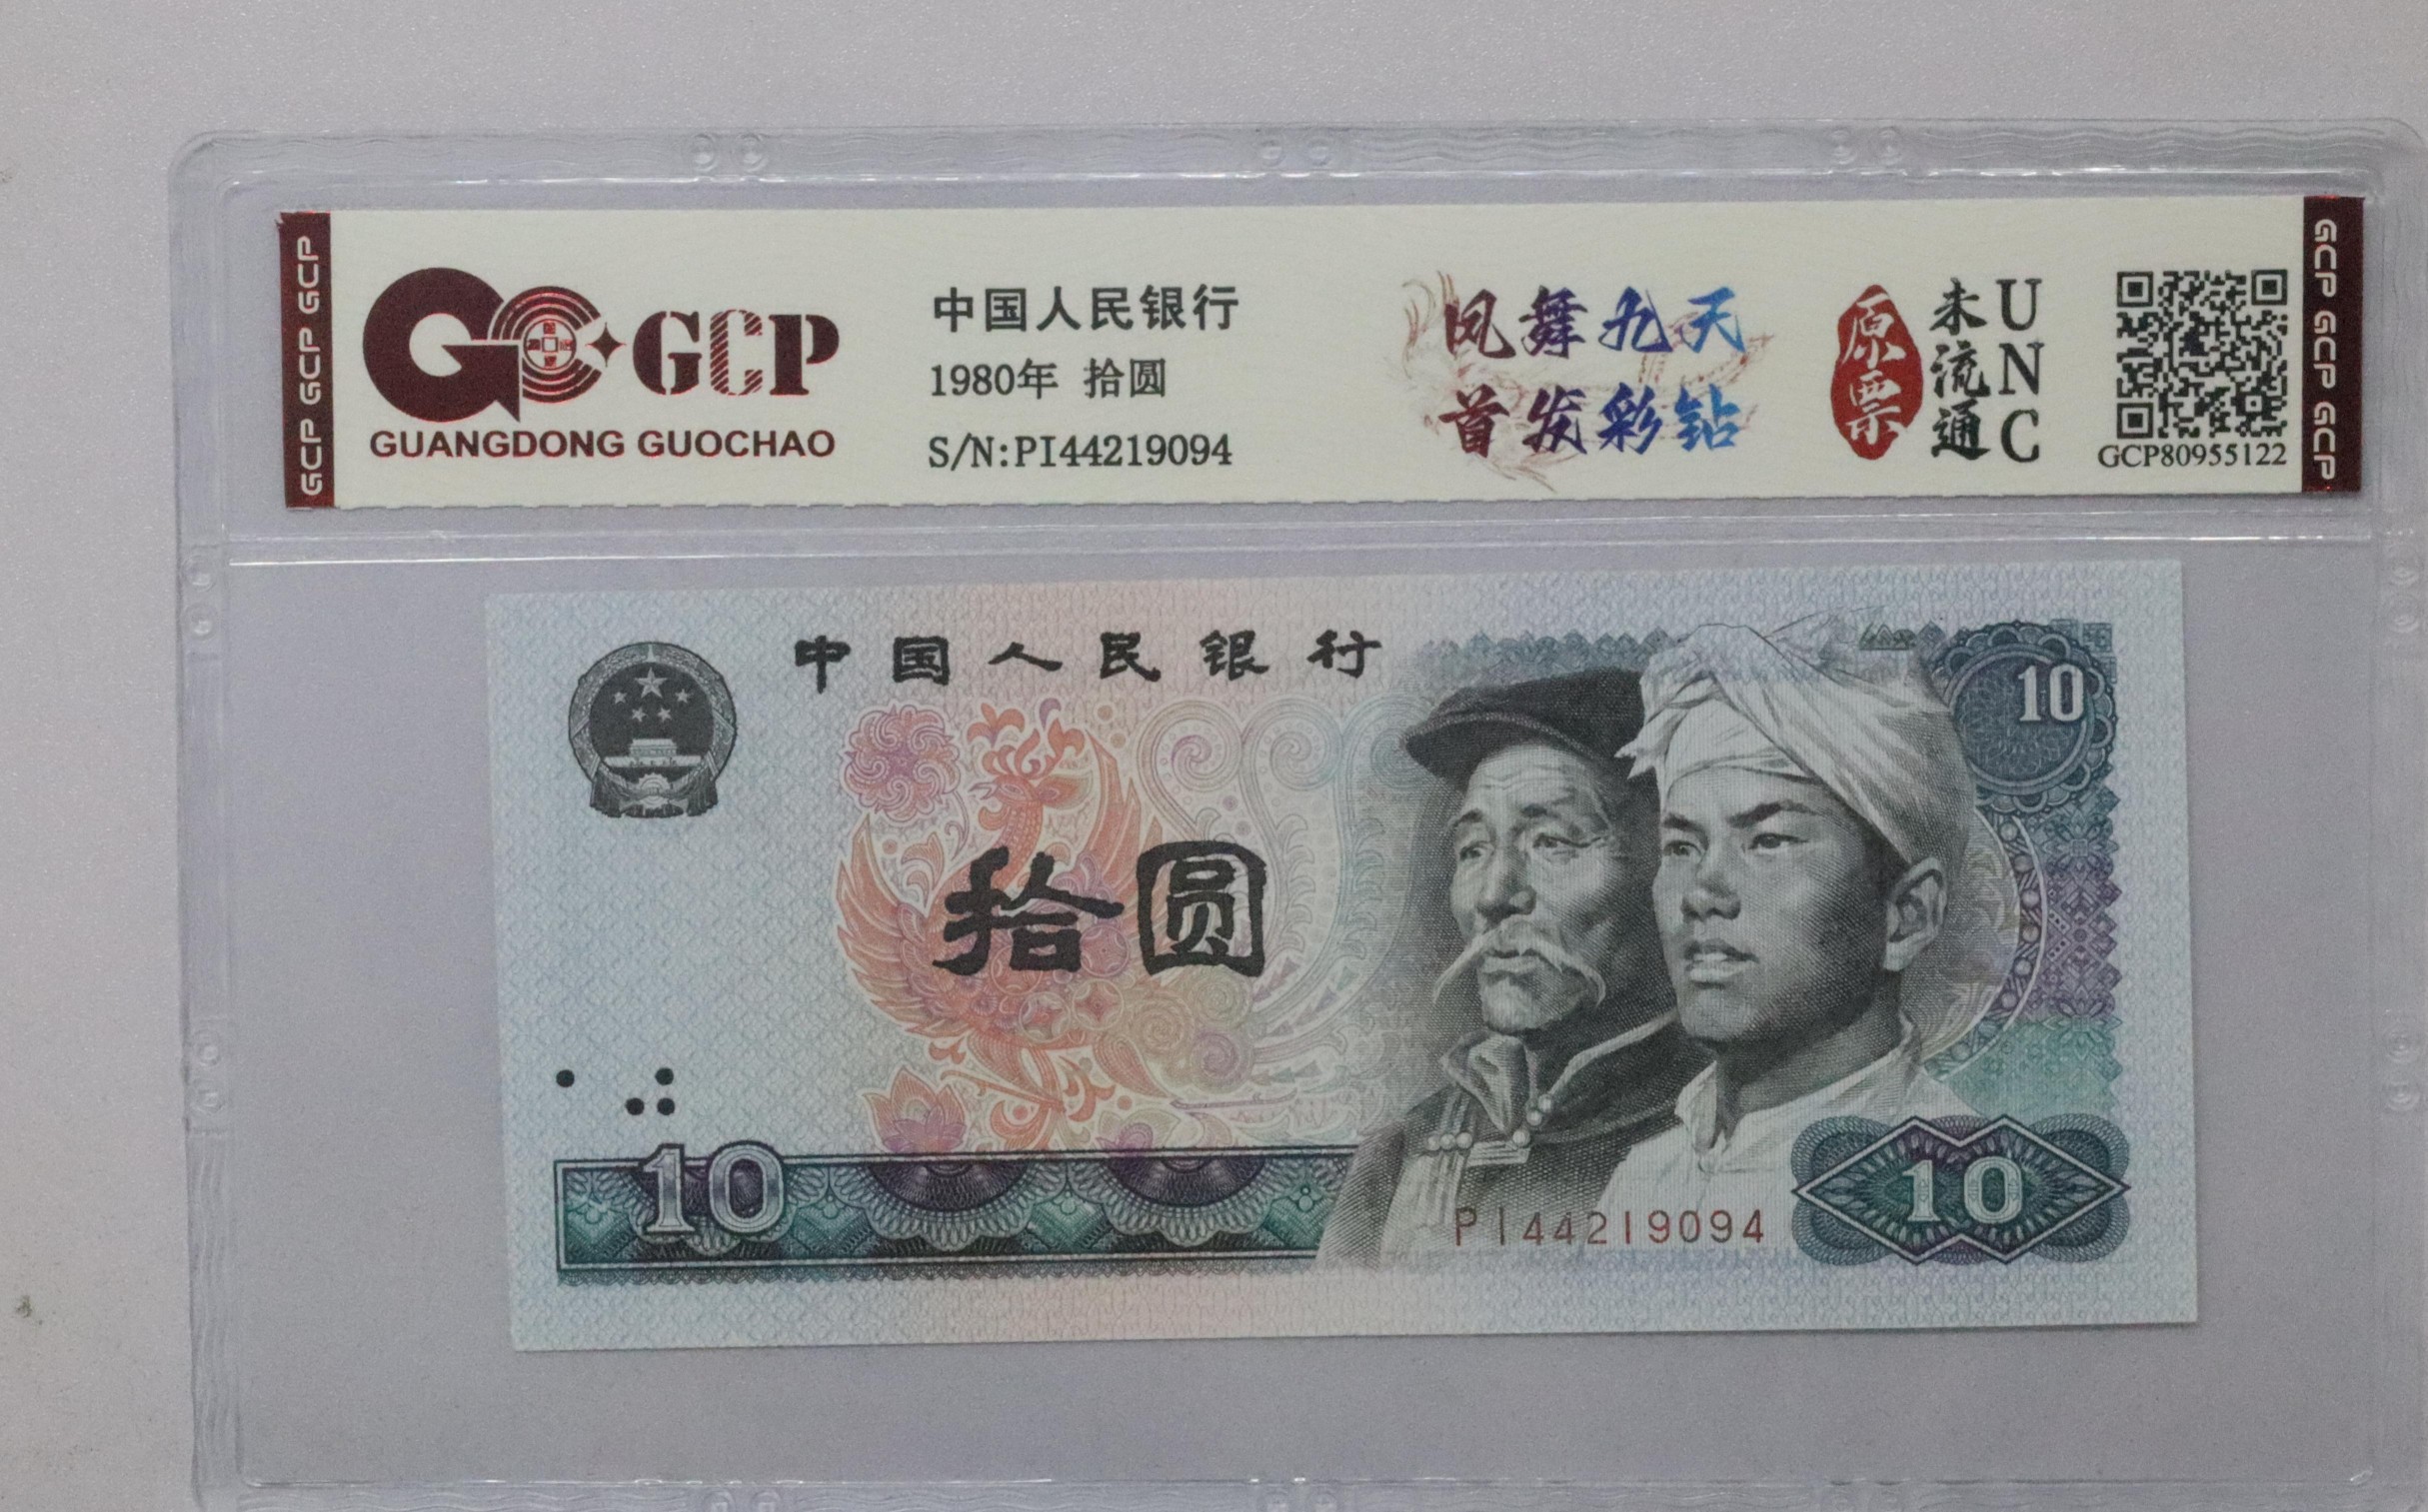 GCP GCP GCP
GCP
GUANGDONG GUOCHAO
中国人民银行
1980年 拾圆
S/N:PI44219094
凤舞九天
首发彩钻
原票
未流通
UNC
GCP80955122
GCP GCP GCP
中国人民银行
10
拾圆
10
PI44219094
10